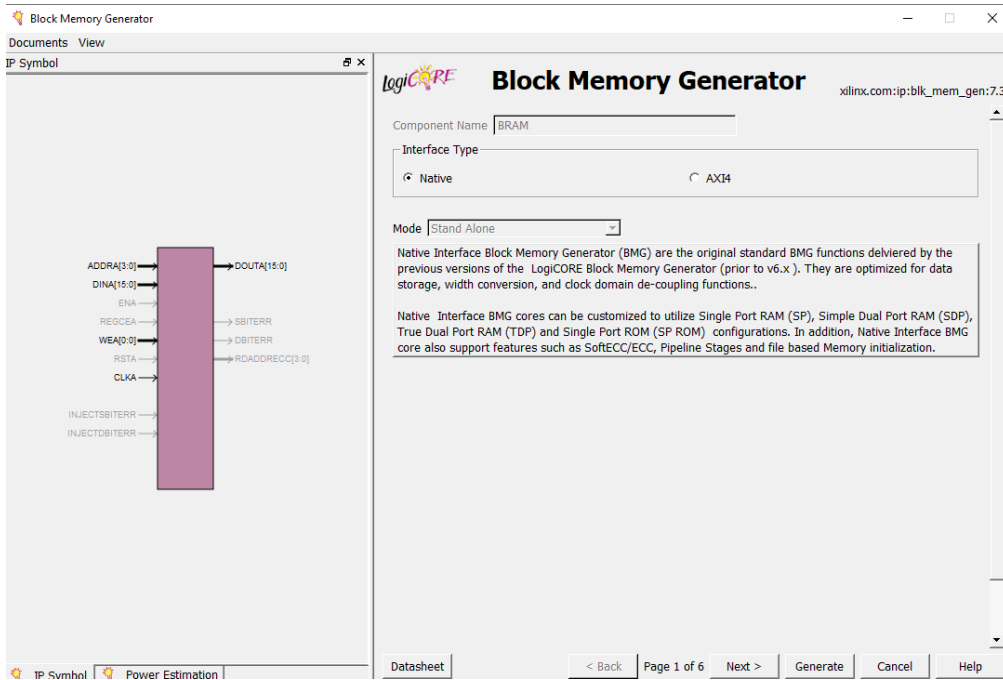 Block Memory Generator
Documents View
IP Symbol
ADDRA[3:0]
DINA[15:0]
ENA
REGCEA
WEA[0:0]
RSTA
CLKA
INJECTSBITERR
INJECTDBITERR
DOUTA[15:0]
SBITERR
DBITERR
RDADDRECC[3:0]
IP Symbol
Power Estimation
LogiCORE
Block Memory Generator
xilinx.com:ip:blk_mem_gen:7.3
Component Name BRAM
Interface Type
Native
AXI4
Mode Stand Alone
Native Interface Block Memory Generator (BMG) are the original standard BMG functions delviered by the
previous versions of the LogiCORE Block Memory Generator (prior to v6.x ). They are optimized for data
storage, width conversion, and clock domain de-coupling functions..
Native Interface BMG cores can be customized to utilize Single Port RAM (SP), Simple Dual Port RAM (SDP),
True Dual Port RAM (TDP) and Single Port ROM (SP ROM) configurations. In addition, Native Interface BMG
core also support features such as SoftECC/ECC, Pipeline Stages and file based Memory initialization.
Datasheet
< Back
Page 1 of 6
Next >
Generate
Cancel
Help